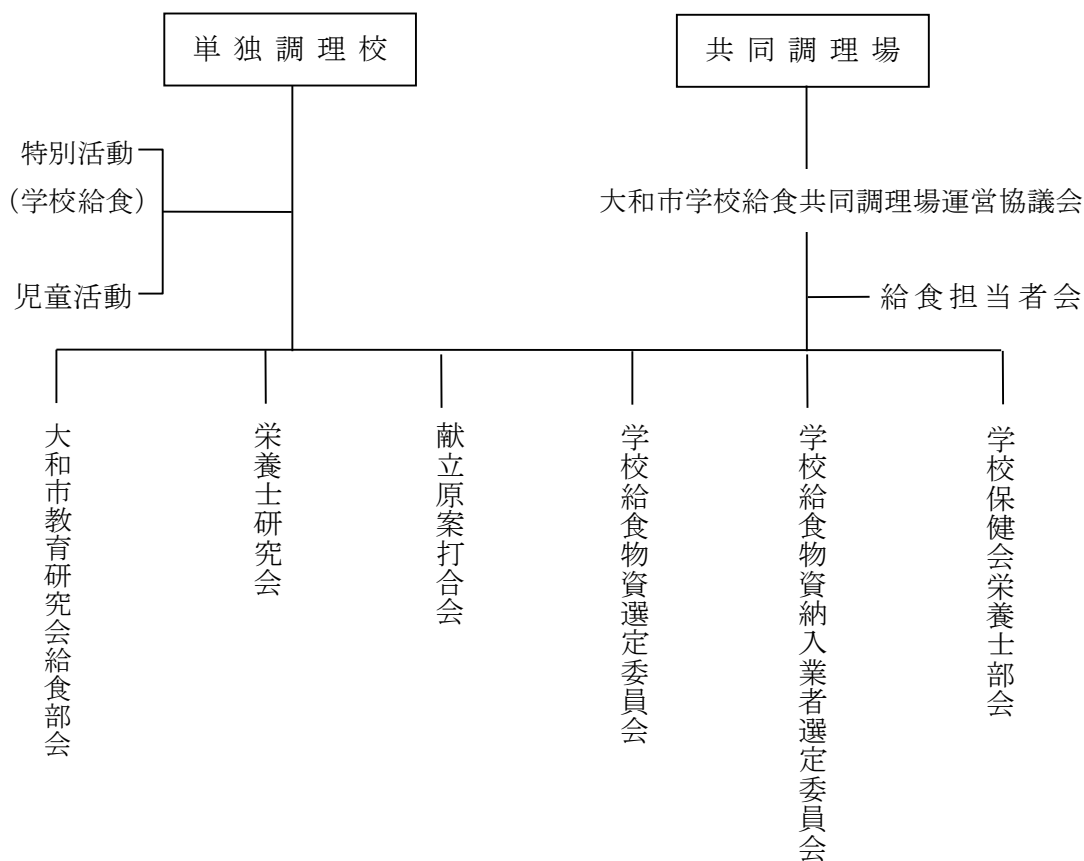 単独調理校
共同調理場
特別活動
（学校給食）
児童活動
大和市学校給食共同調理場運営協議会
給食担当者会
大和市教育研究会給食部会
栄養士研究会
献立原案打合会
学校給食物資選定委員会
学校給食物資納入業者選定委員会
学校保健会栄養士部会